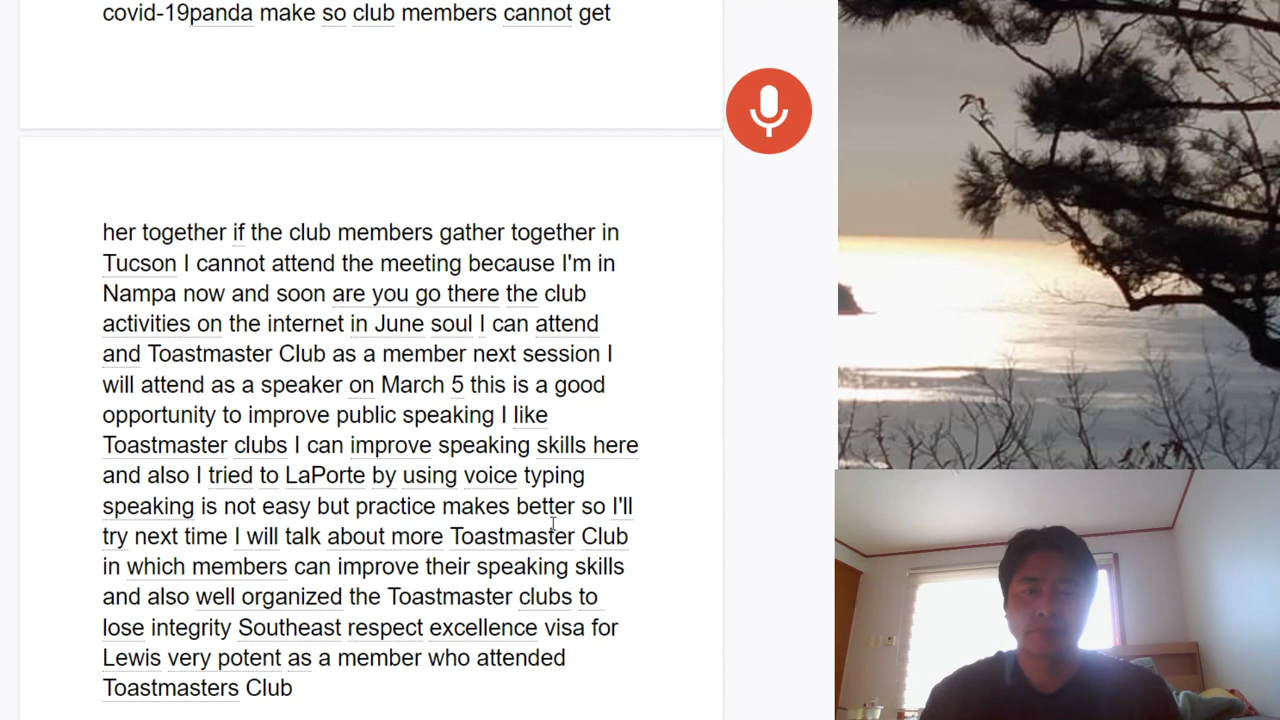 covid-19panda make so club members cannot get
her together if the club members gather together in
Tucson I cannot attend the meeting because I'm in
Nampa now and soon are you go there the club
activities on the internet in June soul I can attend
and Toastmaster Club as a member next session I
will attend as a speaker on March 5 this is a good
opportunity to improve public speaking I like
Toastmaster clubs I can improve speaking skills here
and also I tried to LaPorte by using voice typing
speaking is not easy but practice makes better so I'll
try next time I will talk about more Toastmaster Club
in which members can improve their speaking skills
and also well organized the Toastmaster clubs to
lose integrity Southeast respect excellence visa for
Lewis very potent as a member who attended
Toastmasters Club